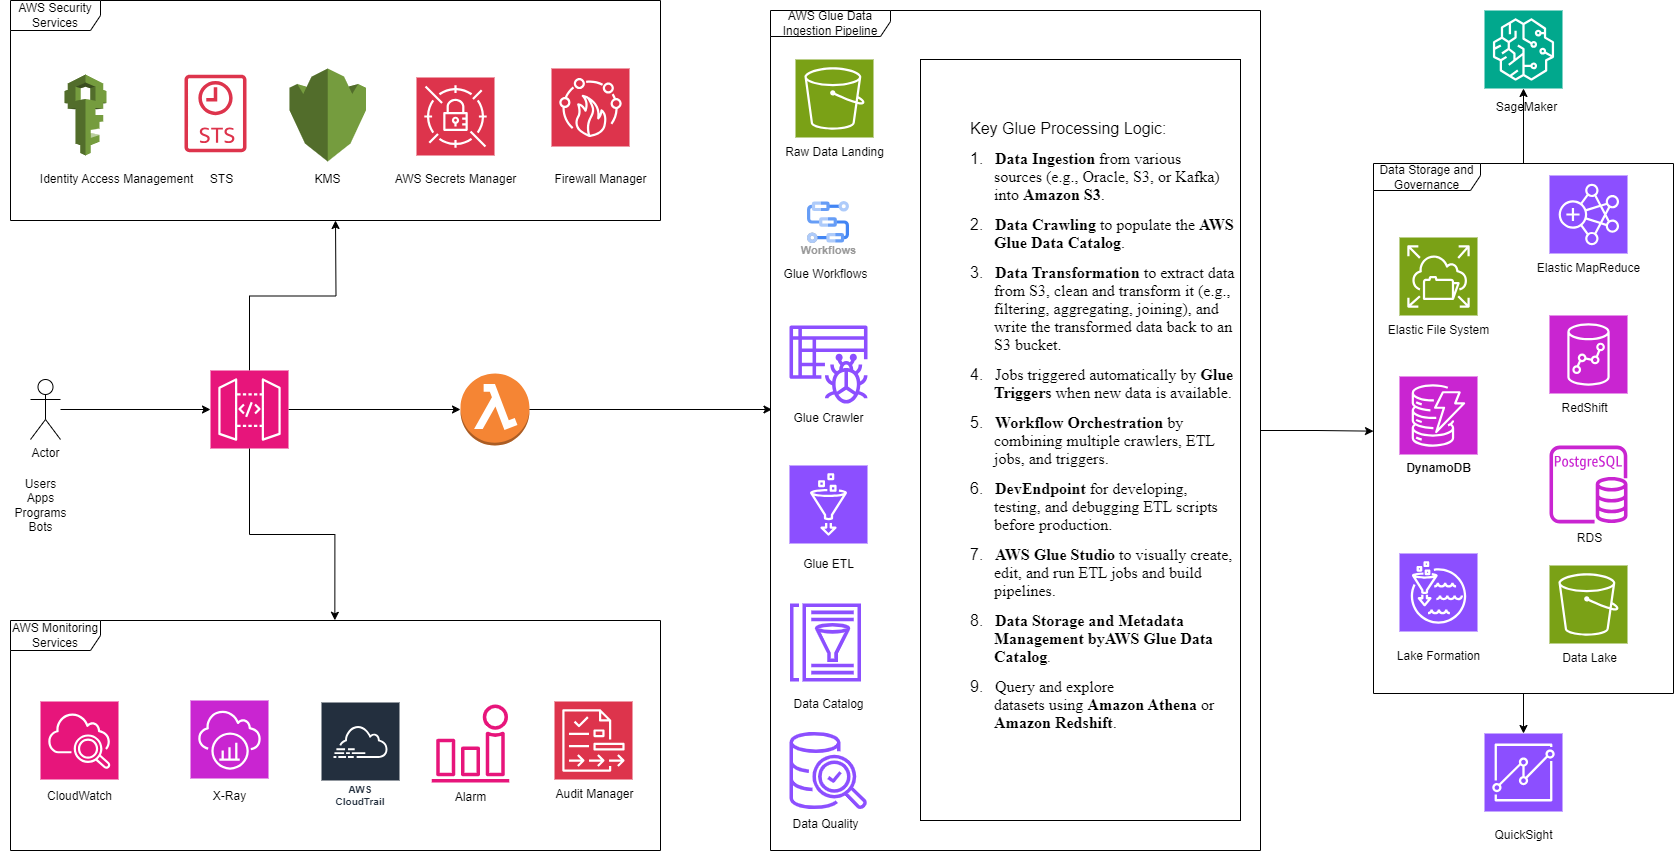 AWS Security
Services
Identity Access Management
STS
STS
KMS
AWS Secrets Manager
Firewall Manager
Actor
Users
Apps
Programs
Bots
</>
AWS Monitoring
Services
CloudWatch
X-Ray
AWS
CloudTrail
Alarm
Audit Manager
AWS Glue Data
Ingestion Pipeline
Raw Data Landing
Workflows
Glue Workflows
Glue Crawler
Glue ETL
Data Catalog
Data Quality
Key Glue Processing Logic:
1. Data Ingestion from various
sources (e.g., Oracle, S3, or Kafka)
into Amazon S3.
2. Data Crawling to populate the AWS
Glue Data Catalog.
3. Data Transformation to extract data
from S3, clean and transform it (e.g.,
filtering, aggregating, joining), and
write the transformed data back to an
S3 bucket.
4. Jobs triggered automatically by Glue
Triggers when new data is available.
5. Workflow Orchestration by
combining multiple crawlers, ETL
jobs, and triggers.
6. DevEndpoint for developing,
testing, and debugging ETL scripts
before production.
7. AWS Glue Studio to visually create,
edit, and run ETL jobs and build
pipelines.
8. Data Storage and Metadata
Management byAWS Glue Data
Catalog.
9. Query and explore
datasets using Amazon Athena or
Amazon Redshift.
SageMaker
Data Storage and
Governance
Elastic MapReduce
Elastic File System
RedShift
DynamoDB
PostgreSQL
RDS
Lake Formation
Data Lake
QuickSight